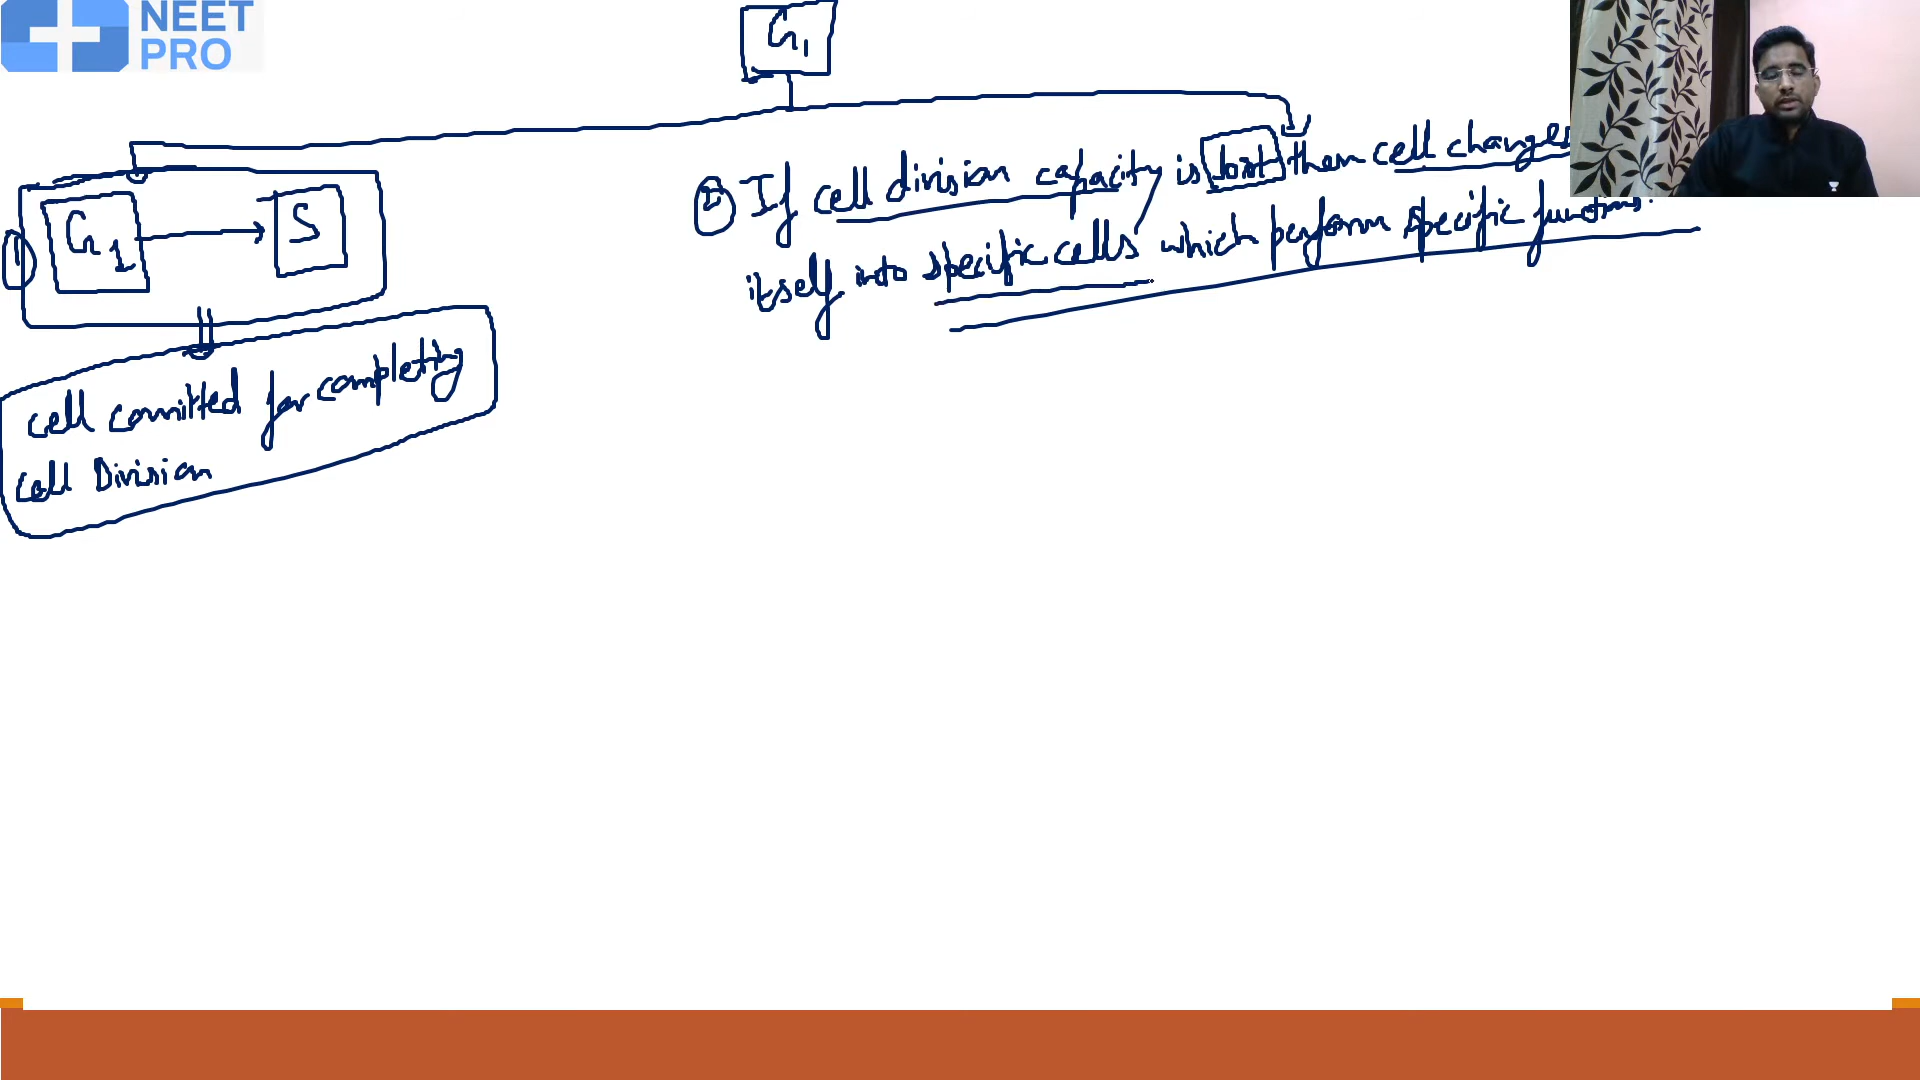 NEET
PRO
G1
① G1 → S
cell committed for completing
cell Division
② If cell division capacity is lost then cell changes
itself into specific cells which perform specific functions.